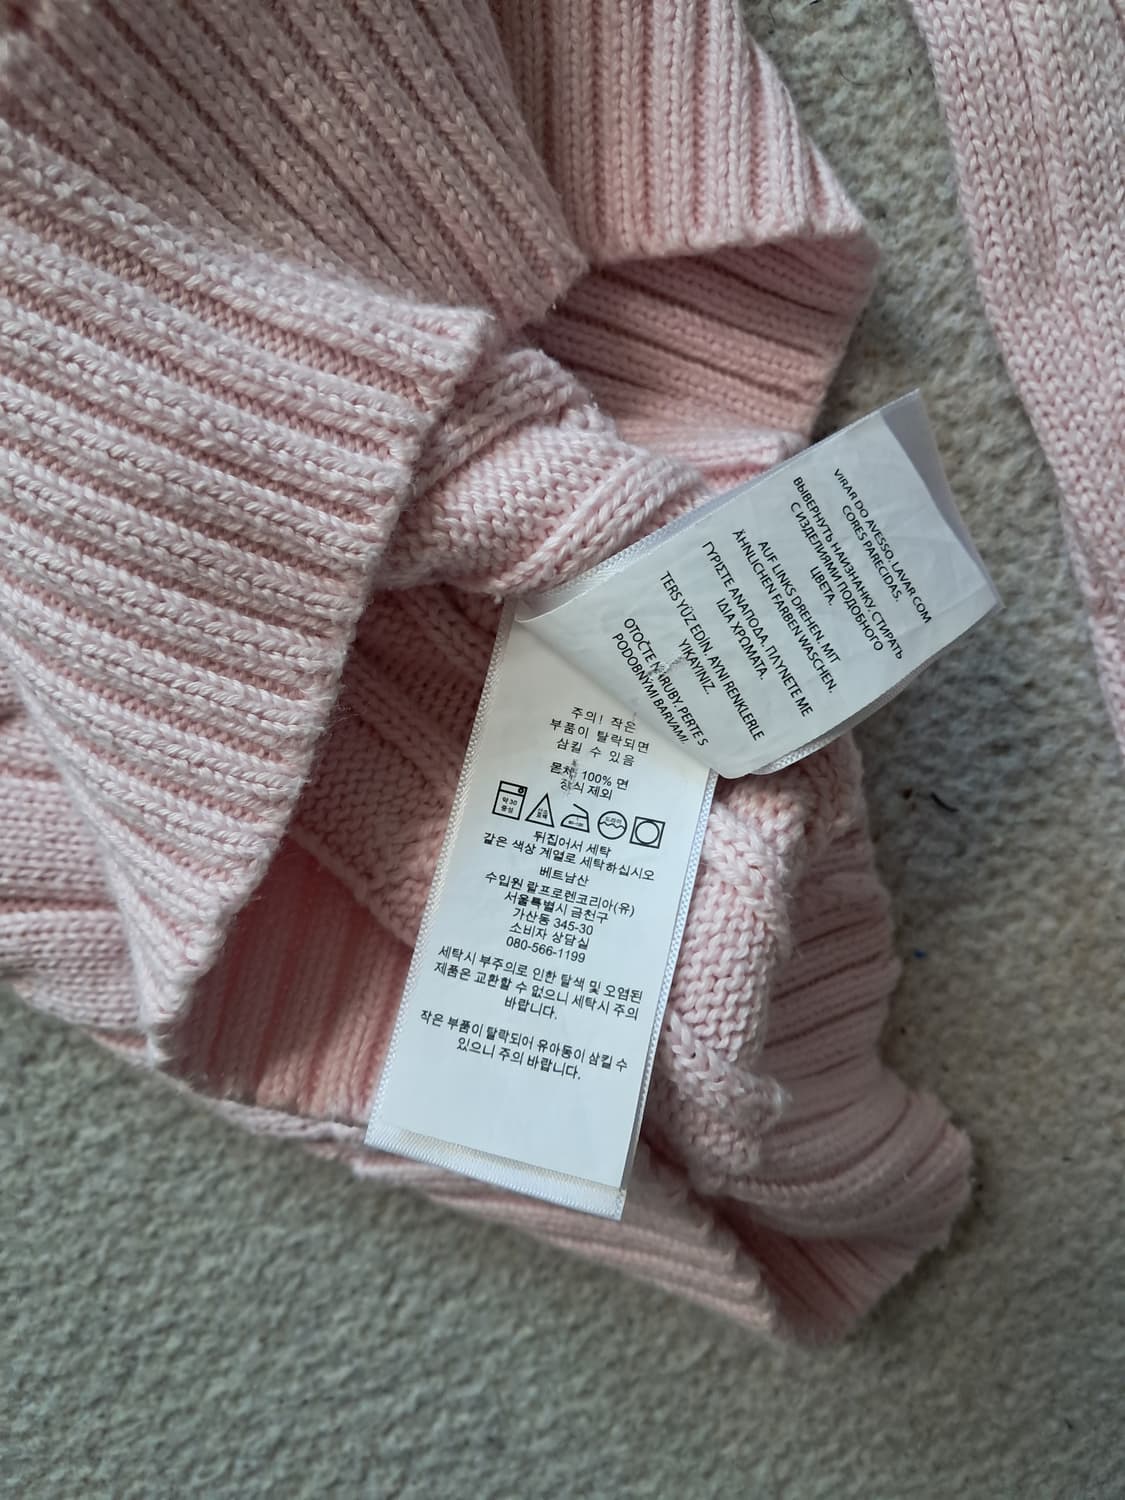 VIRAR DO AVESSO. LAVAR COM
CORES PARECIDAS.
ВЫВЕРНУТЬ НАИЗНАНКУ. СТИРАТЬ
С ИЗДЕЛИЯМИ ПОДОБНОГО
ЦВЕТА.
AUF LINKS DREHEN. MIT
ÄHNLICHEN FARBEN WASCHEN.
ΓΥΡΙΣΤΕ ΑΝΑΠΟΔΑ. ΠΛΥΝΕΤΕ ΜΕ
ΙΔΙΑ ΧΡΩΜΑΤΑ.
TERS YÜZ EDİN. AYNI RENKLERLE
YIKAYINIZ.
OTOČTE NARUBY. PERTE S
PODOBNÝMI BARVAMI.
주의! 작은
부품이 탈락되면
삼킬 수 있음
몸체 100% 면
장식 제외
약 30
중성
드라이
뒤집어서 세탁
같은 색상 계열로 세탁하십시오
베트남산
수입원 랄프로렌코리아(유)
서울특별시 금천구
가산동 345-30
소비자 상담실
080-566-1199
세탁시 부주의로 인한 탈색 및 오염된
제품은 교환할 수 없으니 세탁시 주의
바랍니다.
작은 부품이 탈락되어 유아동이 삼킬 수
있으니 주의 바랍니다.